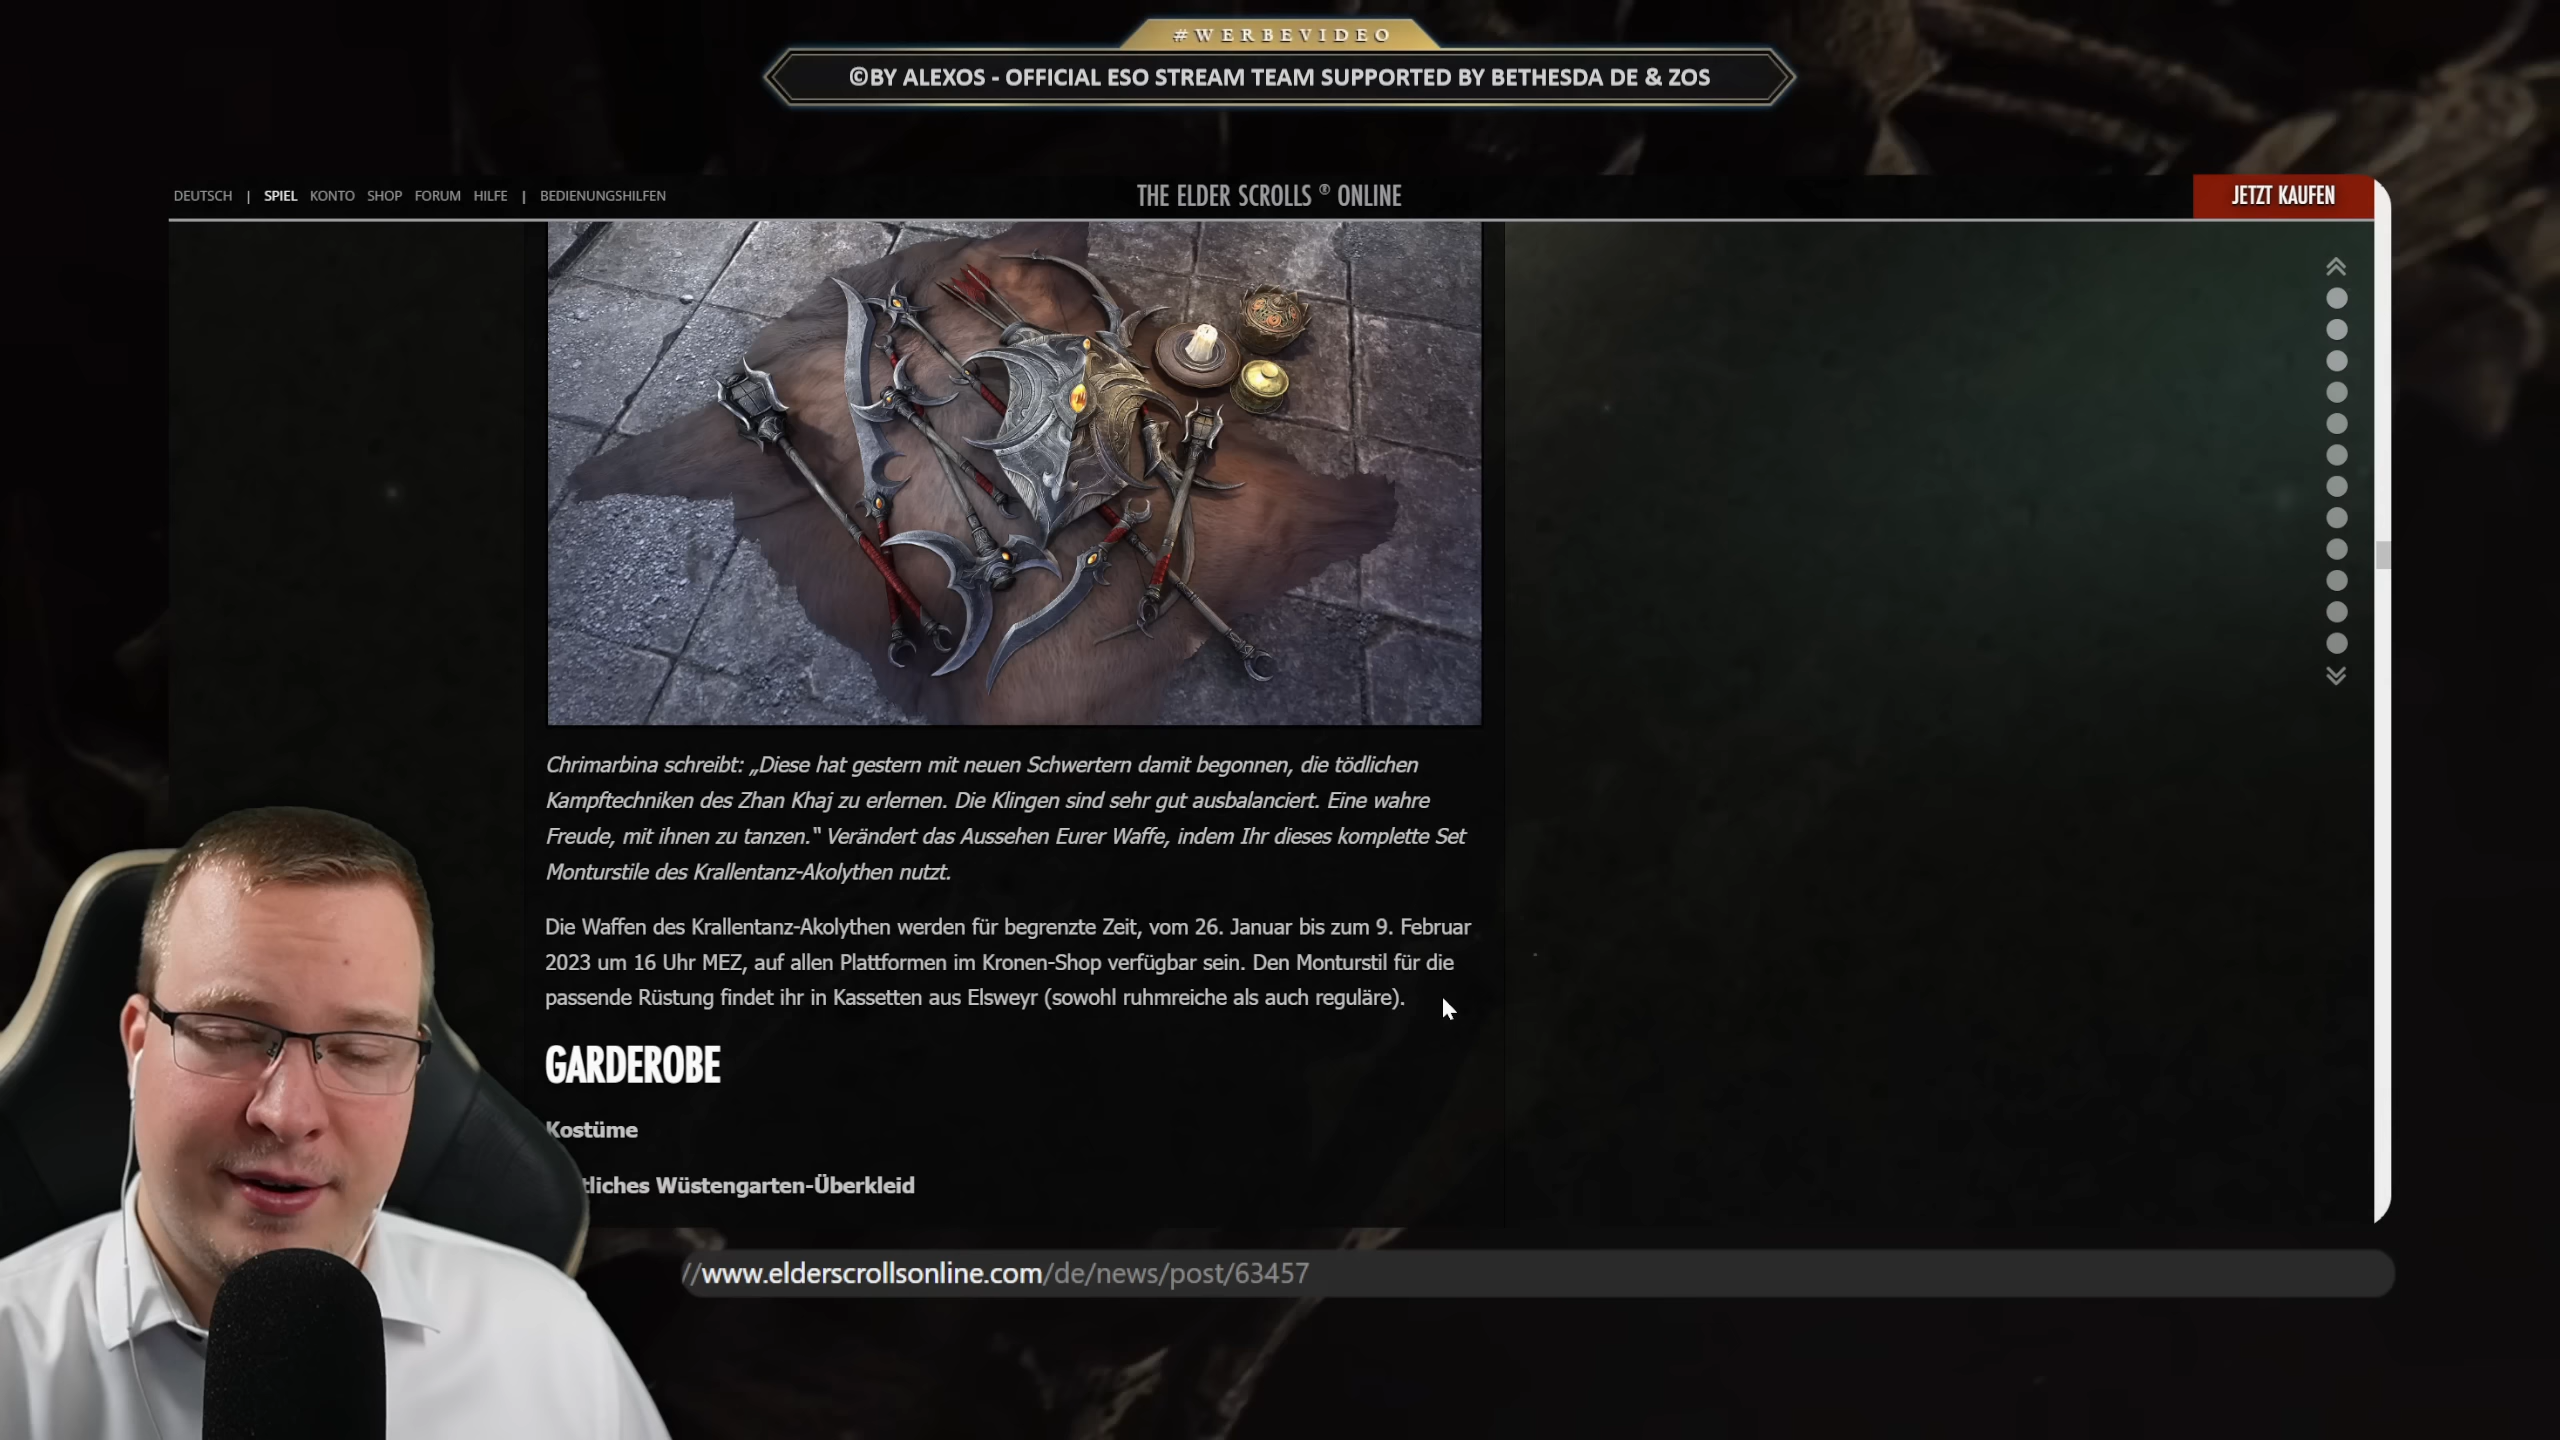 #WERBEVIDEO
©BY ALEXOS - OFFICIAL ESO STREAM TEAM SUPPORTED BY BETHESDA DE & ZOS
DEUTSCH | SPIEL KONTO SHOP FORUM HILFE | BEDIENUNGSHILFEN
THE ELDER SCROLLS ® ONLINE
JETZT KAUFEN
Chrimarbina schreibt: „Diese hat gestern mit neuen Schwertern damit begonnen, die tödlichen
Kampftechniken des Zhan Khaj zu erlernen. Die Klingen sind sehr gut ausbalanciert. Eine wahre
Freude, mit ihnen zu tanzen.“ Verändert das Aussehen Eurer Waffe, indem Ihr dieses komplette Set
Monturstile des Krallentanz-Akolythen nutzt.
Die Waffen des Krallentanz-Akolythen werden für begrenzte Zeit, vom 26. Januar bis zum 9. Februar
2023 um 16 Uhr MEZ, auf allen Plattformen im Kronen-Shop verfügbar sein. Den Monturstil für die
passende Rüstung findet ihr in Kassetten aus Elsweyr (sowohl ruhmreiche als auch reguläre).
GARDEROBE
Kostüme
tliches Wüstengarten-Überkleid
//www.elderscrollsonline.com/de/news/post/63457